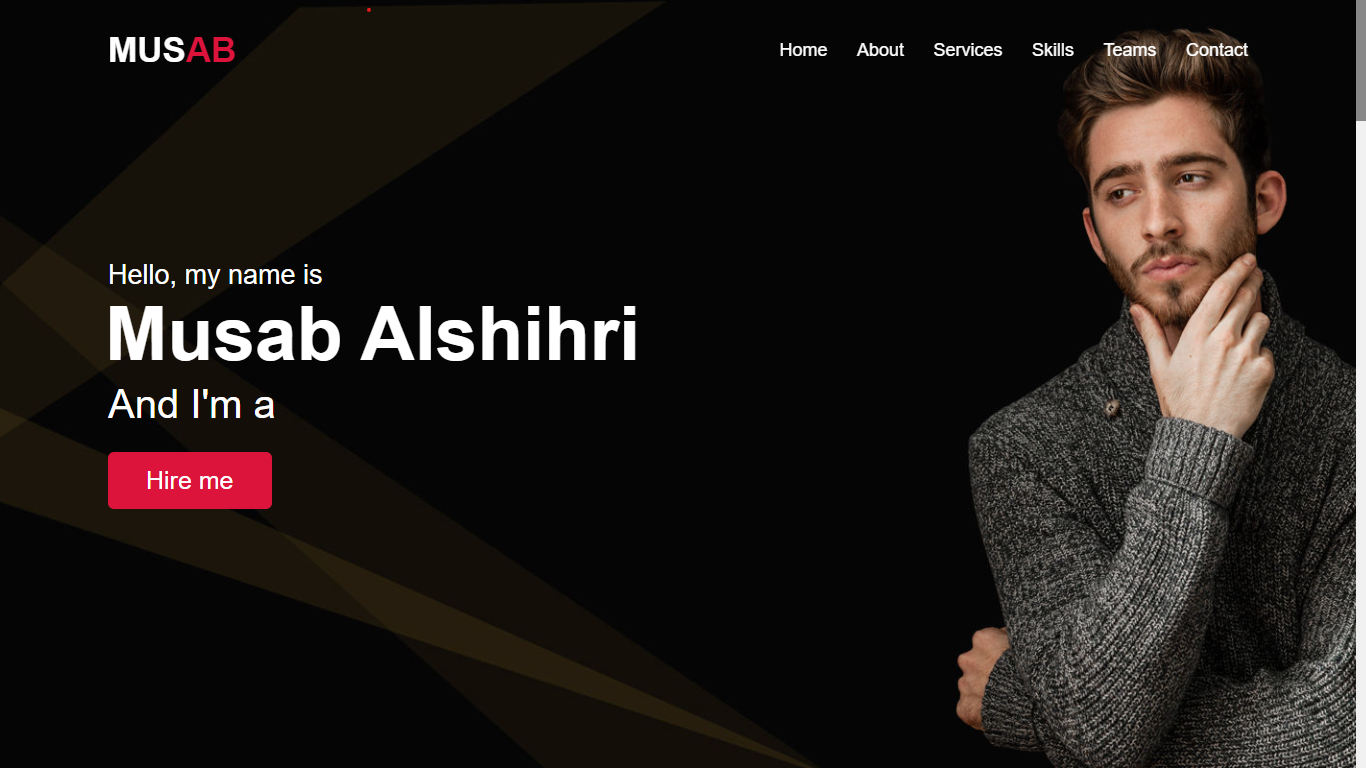 MUSAB
Home About Services Skills Teams Contact
Hello, my name is
Musab Alshihri
And I'm a
Hire me